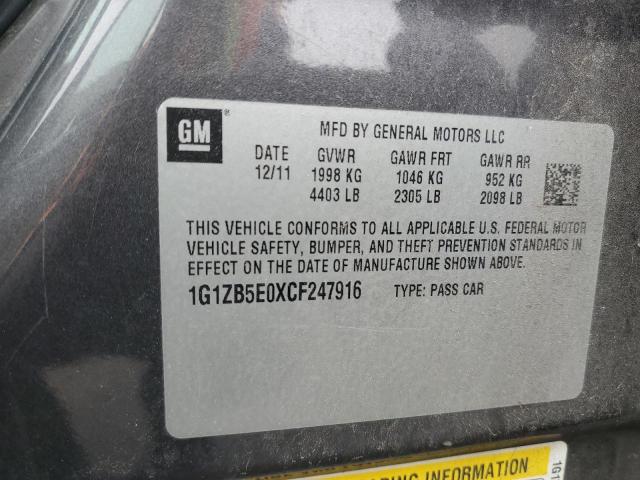 GM®
MFD BY GENERAL MOTORS LLC
DATE GVWR GAWR FRT GAWR RR
12/11 1998 KG 1046 KG 952 KG
4403 LB 2305 LB 2098 LB
THIS VEHICLE CONFORMS TO ALL APPLICABLE U.S. FEDERAL MOTOR
VEHICLE SAFETY, BUMPER, AND THEFT PREVENTION STANDARDS IN
EFFECT ON THE DATE OF MANUFACTURE SHOWN ABOVE.
1G1ZB5E0XCF247916 TYPE: PASS CAR
INFORMATION